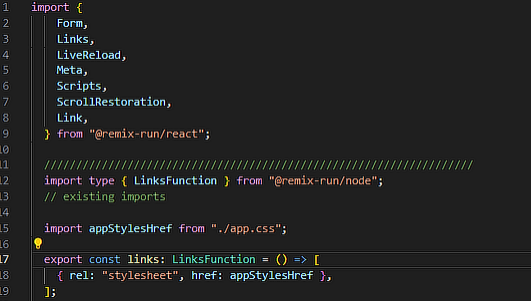 1 import {
2 Form,
3 Links,
4 LiveReload,
5 Meta,
6 Scripts,
7 ScrollRestoration,
8 Link,
9 } from "@remix-run/react";
10
11 //////////////////////////////////////////////////////////////////
12 import type { LinksFunction } from "@remix-run/node";
13 // existing imports
14
15 import appStylesHref from "./app.css";
16
17 export const links: LinksFunction = () => [
18 { rel: "stylesheet", href: appStylesHref },
19 ];